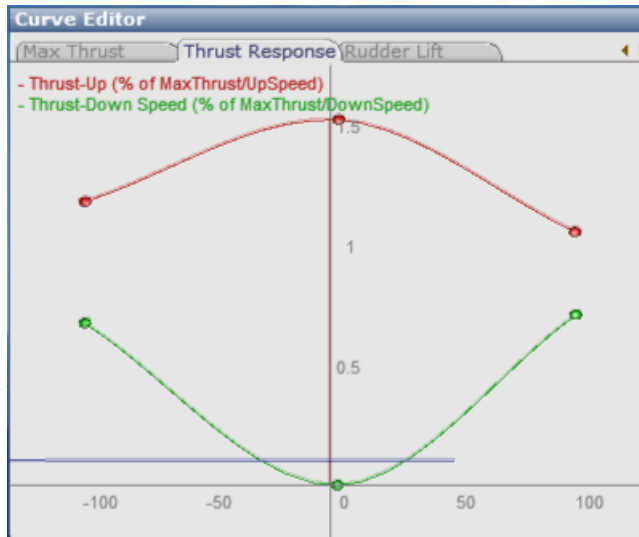 Curve Editor
Max Thrust Thrust Response Rudder Lift
- Thrust-Up (% of MaxThrust/UpSpeed)
- Thrust-Down Speed (% of MaxThrust/DownSpeed)
1.5
1
0.5
-100 -50 0 50 100